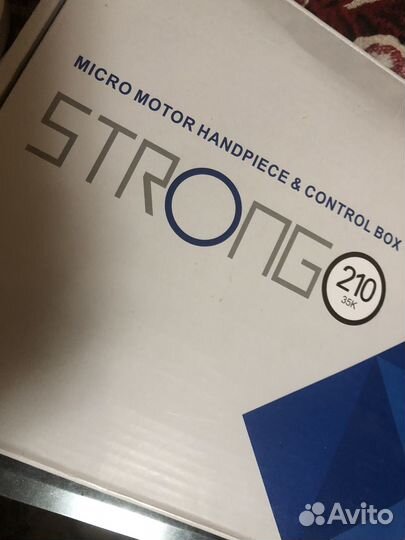 MICRO MOTOR HANDPIECE & CONTROL BOX
STRONG
210
35K
Avito